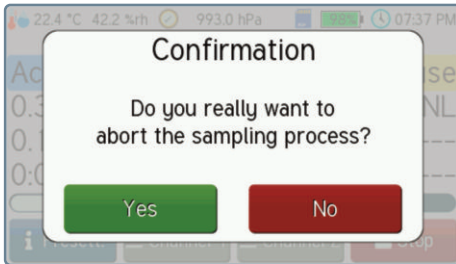 22.4 °C 42.2 %rh 993.0 hPa 98% 07:37 PM
Confirmation
Do you really want to
abort the sampling process?
Yes No